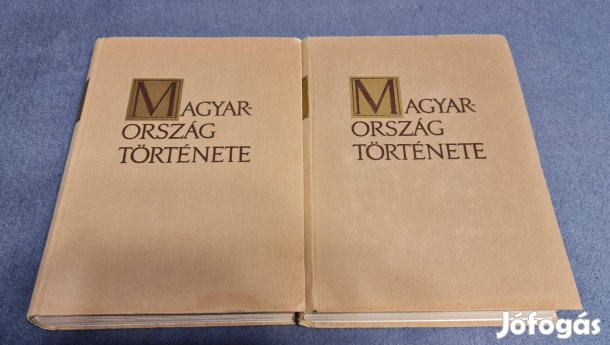 MAGYAR-
ORSZÁG
TÖRTÉNETE
MAGYAR-
ORSZÁG
TÖRTÉNETE
Jófogás